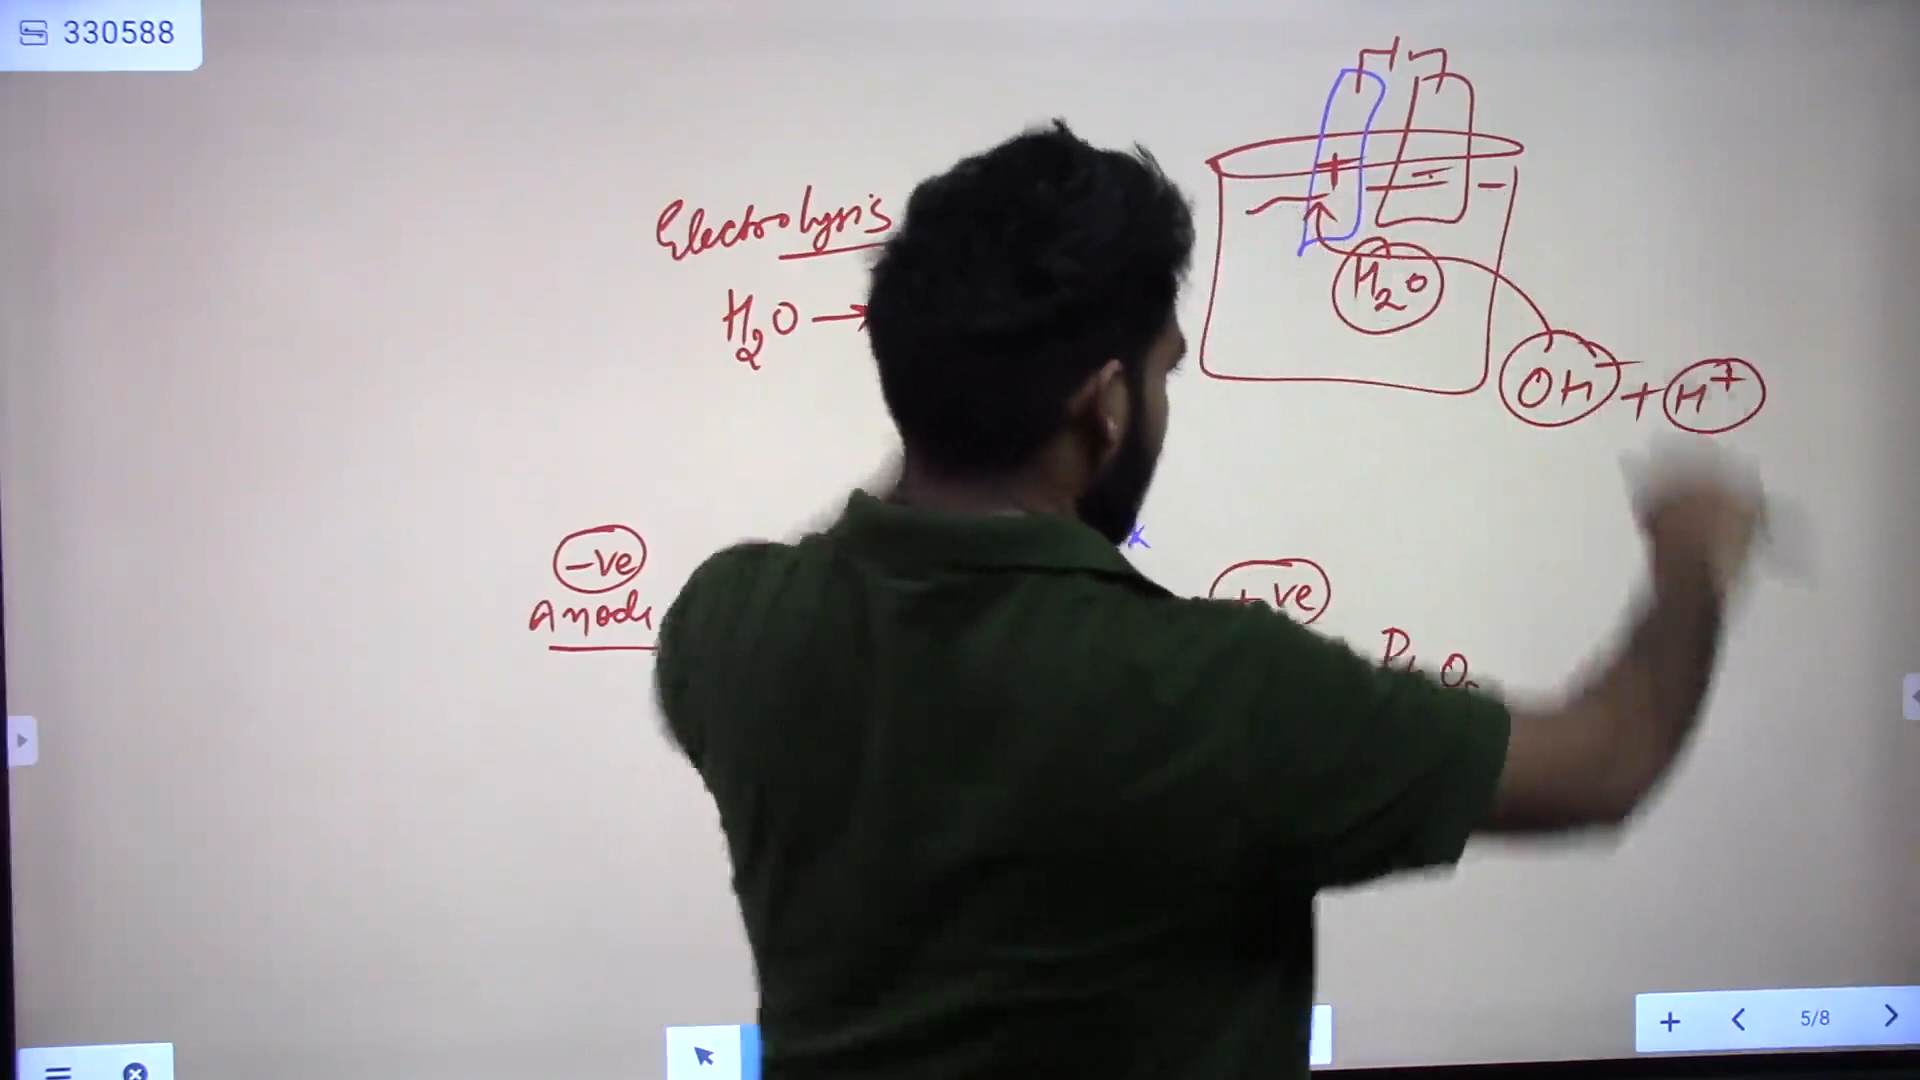 330588
Electrolysis
H₂O →
+
-
H₂O
OH⁻ + H⁺
-ve
Anode
+ve
5/8